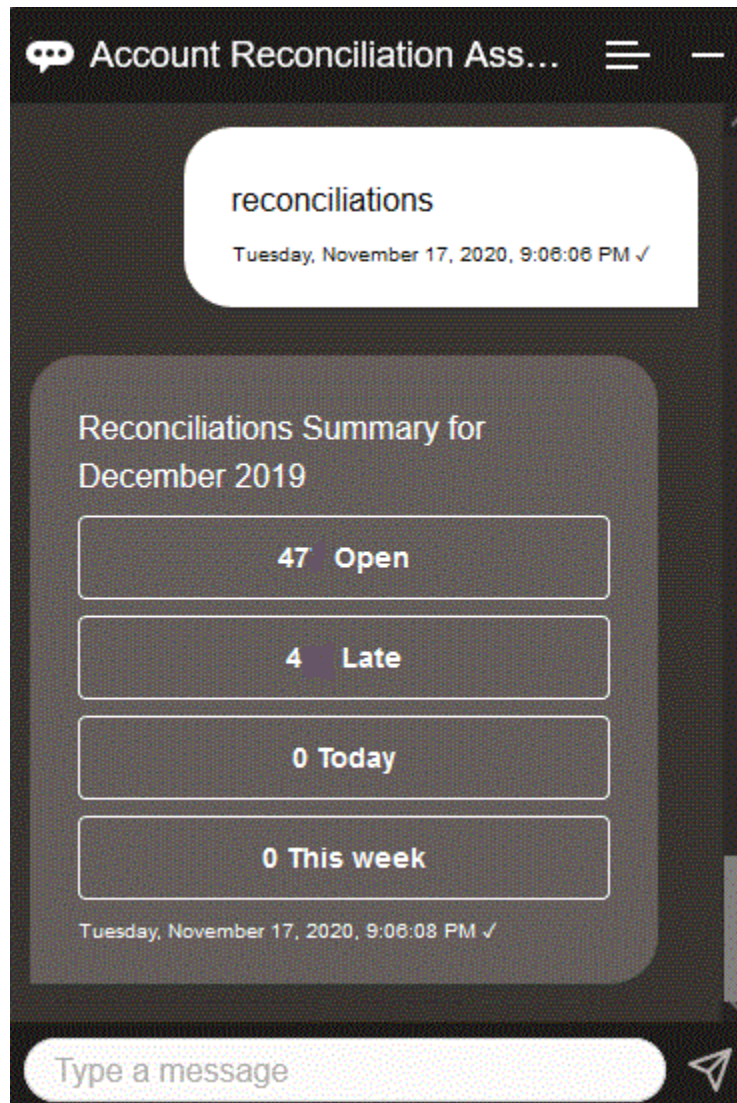 Account Reconciliation Ass...
reconciliations
Tuesday, November 17, 2020, 9:06:06 PM ✓
Reconciliations Summary for
December 2019
47 Open
4 Late
0 Today
0 This week
Tuesday, November 17, 2020, 9:06:08 PM ✓
Type a message